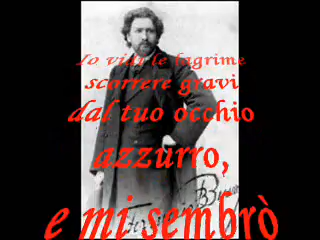 Io vidi le lagrime
scorrere gravi
dal tuo occhio
azzurro,
e mi sembrò